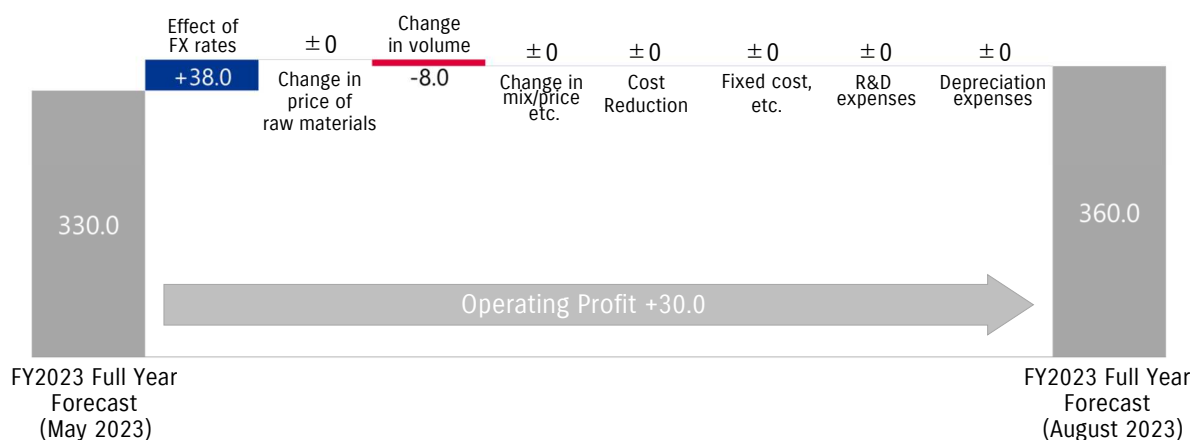 Effect of
FX rates
+38.0
±0
Change in
price of
raw materials
Change
in volume
-8.0
±0
Change in
mix/price
etc.
±0
Cost
Reduction
±0
Fixed cost,
etc.
±0
R&D
expenses
±0
Depreciation
expenses
330.0
360.0
Operating Profit +30.0
FY2023 Full Year
Forecast
(May 2023)
FY2023 Full Year
Forecast
(August 2023)